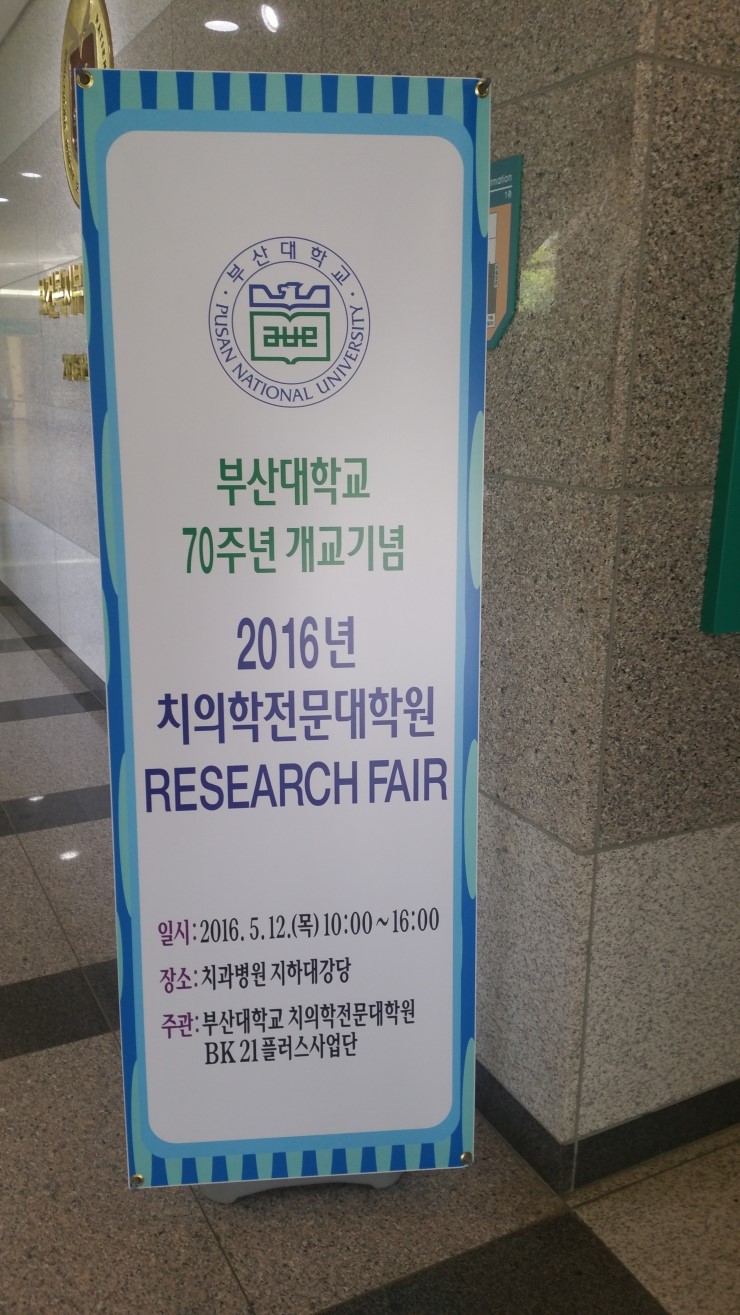 부산대학교
PUSAN NATIONAL UNIVERSITY
부산대학교
70주년 개교기념
2016년
치의학전문대학원
RESEARCH FAIR
일시:2016. 5. 12.(목) 10:00~16:00
장소:치과병원 지하대강당
주관:부산대학교 치의학전문대학원
BK 21플러스사업단
1층